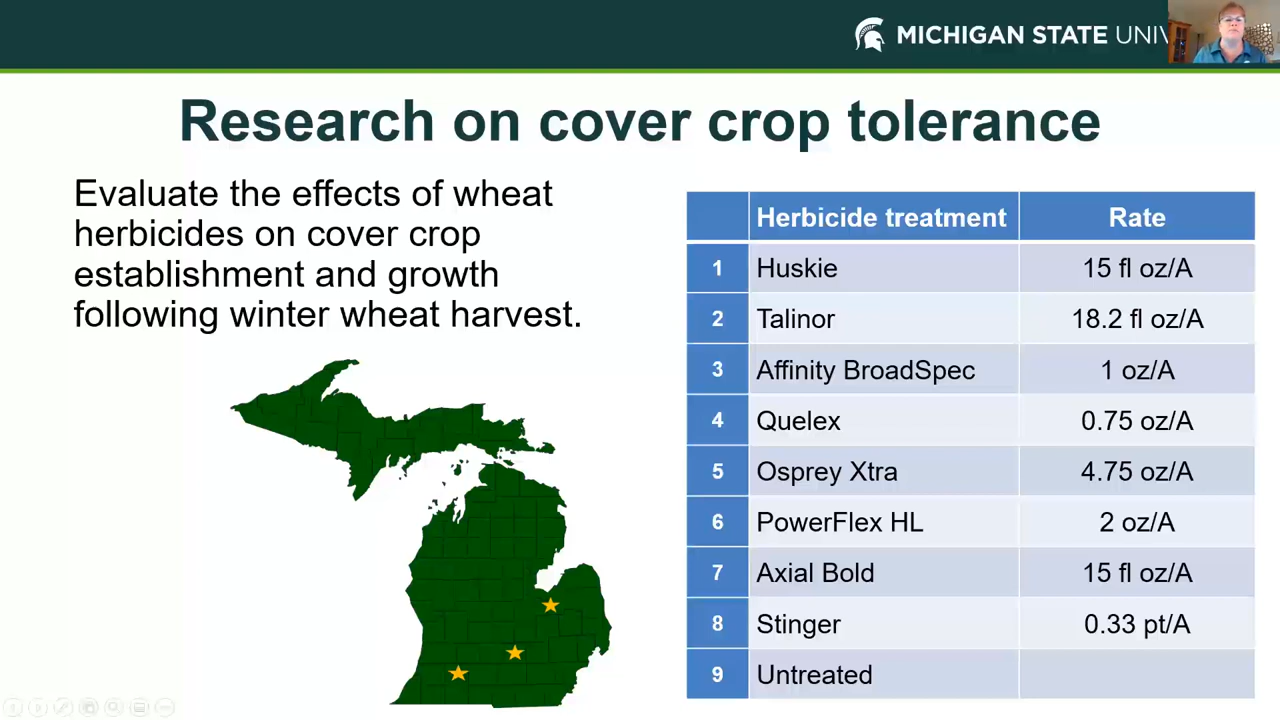 MICHIGAN STATE UNIV
Research on cover crop tolerance
Evaluate the effects of wheat
herbicides on cover crop
establishment and growth
following winter wheat harvest.
Herbicide treatment Rate
1 Huskie 15 fl oz/A
2 Talinor 18.2 fl oz/A
3 Affinity BroadSpec 1 oz/A
4 Quelex 0.75 oz/A
5 Osprey Xtra 4.75 oz/A
6 PowerFlex HL 2 oz/A
7 Axial Bold 15 fl oz/A
8 Stinger 0.33 pt/A
9 Untreated